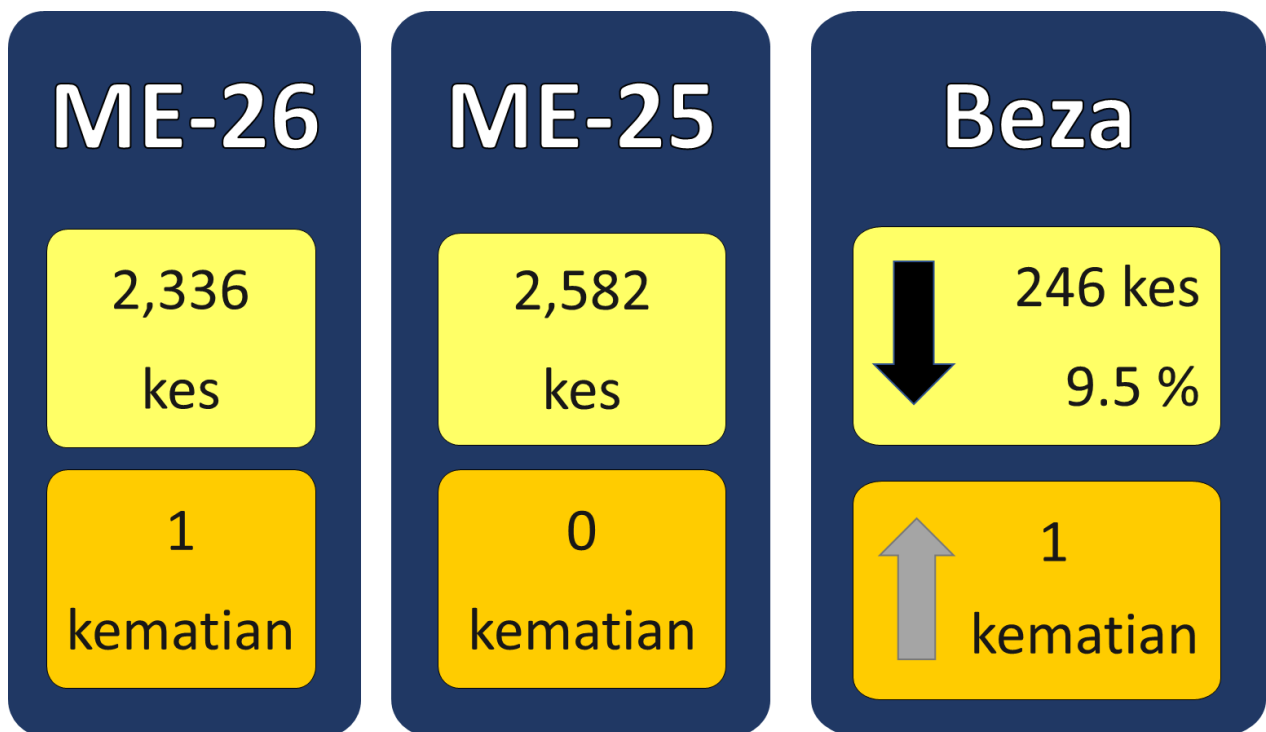 ME-26
2,336
kes
1
kematian
ME-25
2,582
kes
0
kematian
Beza
246 kes
9.5 %
1
kematian